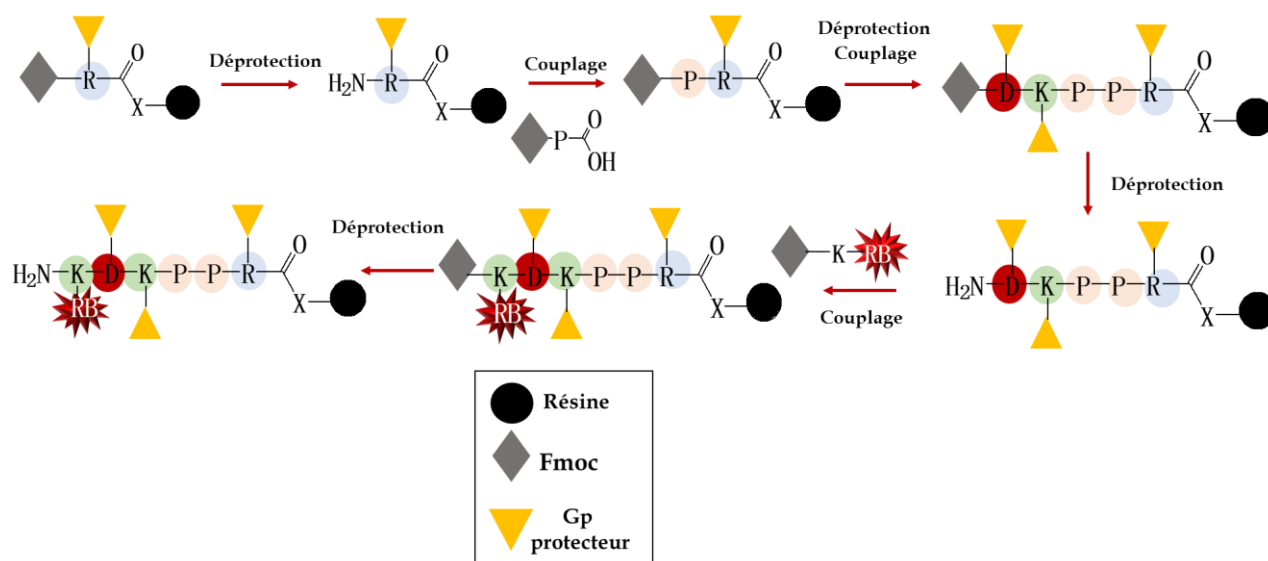 R
O
X
Déprotection
H₂N
R
O
X
Couplage
P
O
OH
P
R
O
X
Déprotection
Couplage
D
K
P
P
R
O
X
Déprotection
H₂N
D
K
P
P
R
O
X
K
RB
Couplage
K
D
K
P
P
R
O
X
RB
Déprotection
H₂N
K
D
K
P
P
R
O
X
RB
Résine
Fmoc
Gp
protecteur